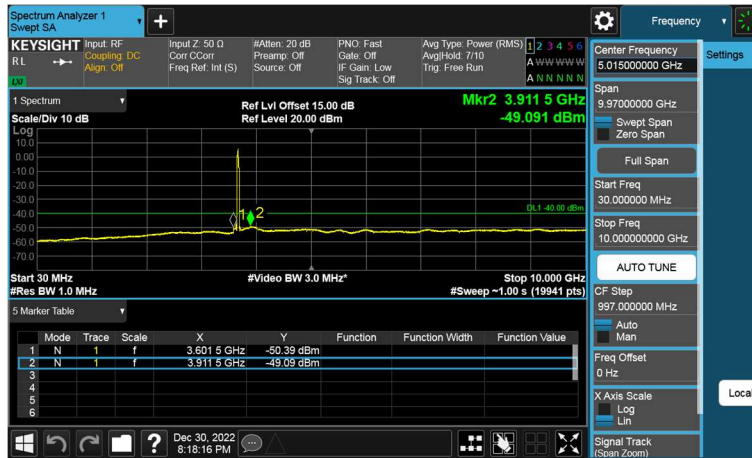 Spectrum Analyzer 1
Swept SA
+
Frequency
KEYSIGHT
RL
LXI
Input: RF
Coupling: DC
Align: Off
Input Z: 50 Ω
Corr CCorr
Freq Ref: Int (S)
#Atten: 20 dB
Preamp: Off
Source: Off
PNO: Fast
Gate: Off
IF Gain: Low
Sig Track: Off
Avg Type: Power (RMS)
Avg|Hold: 7/10
Trig: Free Run
1 2 3 4 5 6
A W W W W W
A N N N N N
Center Frequency
5.015000000 GHz
Settings
Span
9.97000000 GHz
Swept Span
Zero Span
Full Span
Start Freq
30.000000 MHz
Stop Freq
10.000000000 GHz
AUTO TUNE
CF Step
997.000000 MHz
Auto
Man
Freq Offset
0 Hz
X Axis Scale
Log
Lin
Local
Signal Track
(Span Zoom)
1 Spectrum
Scale/Div 10 dB
Ref Lvl Offset 15.00 dB
Ref Level 20.00 dBm
Mkr2 3.911 5 GHz
-49.091 dBm
Log
10.0
0.00
-10.0
-20.0
-30.0
-40.0
-50.0
-60.0
-70.0
1
2
DL1 -40.00 dBm
Start 30 MHz
#Res BW 1.0 MHz
#Video BW 3.0 MHz*
Stop 10.000 GHz
#Sweep ~1.00 s (19941 pts)
5 Marker Table
Mode Trace Scale X Y Function Function Width Function Value
1 N 1 f 3.601 5 GHz -50.39 dBm
2 N 1 f 3.911 5 GHz -49.09 dBm
3
4
5
6
?
Dec 30, 2022
8:18:16 PM